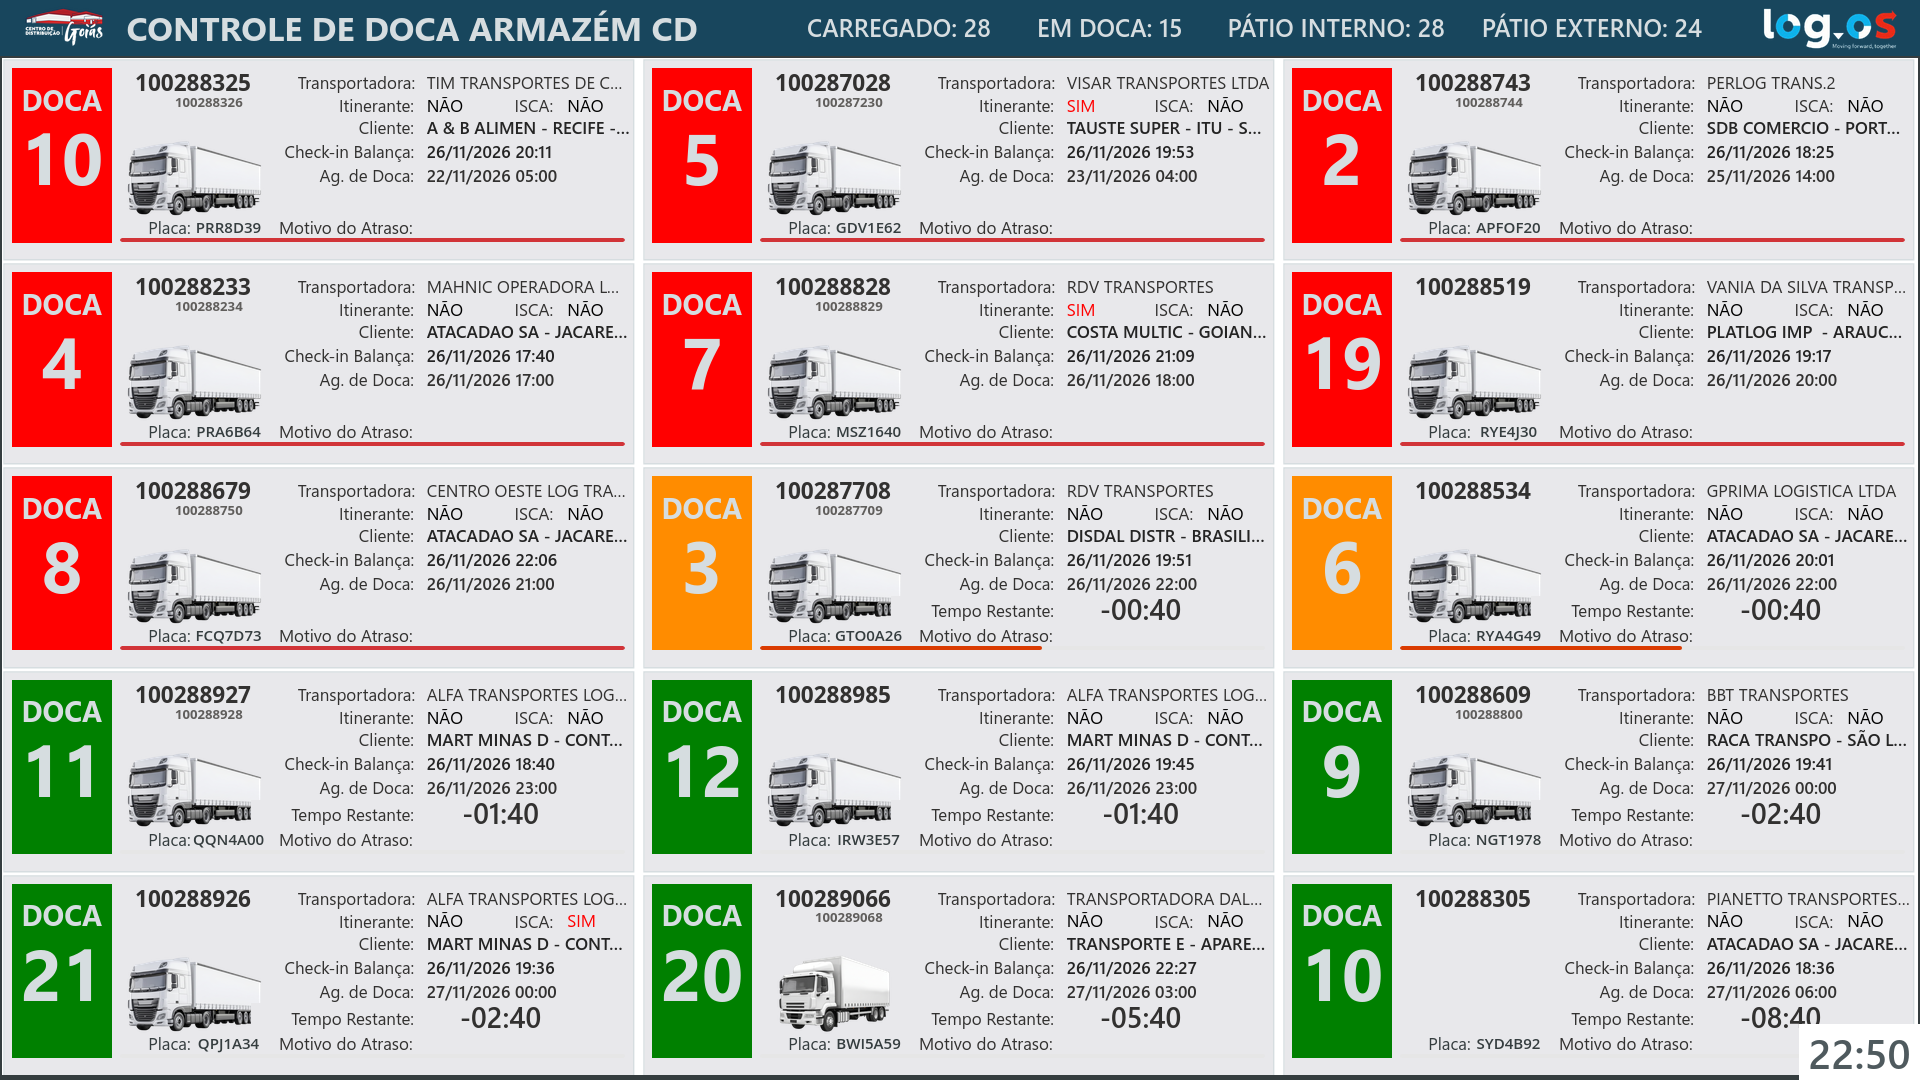 CENTRO DE DISTRIBUIÇÃO Goiás
CONTROLE DE DOCA ARMAZÉM CD
CARREGADO: 28
EM DOCA: 15
PÁTIO INTERNO: 28
PÁTIO EXTERNO: 24
log.os
Moving forward, together
DOCA
10
100288325
100288326
Transportadora: TIM TRANSPORTES DE C...
Itinerante: NÃO ISCA: NÃO
Cliente: A & B ALIMEN - RECIFE -...
Check-in Balança: 26/11/2026 20:11
Ag. de Doca: 22/11/2026 05:00
Placa: PRR8D39 Motivo do Atraso:
DOCA
5
100287028
100287230
Transportadora: VISAR TRANSPORTES LTDA
Itinerante: SIM ISCA: NÃO
Cliente: TAUSTE SUPER - ITU - S...
Check-in Balança: 26/11/2026 19:53
Ag. de Doca: 23/11/2026 04:00
Placa: GDV1E62 Motivo do Atraso:
DOCA
2
100288743
100288744
Transportadora: PERLOG TRANS.2
Itinerante: NÃO ISCA: NÃO
Cliente: SDB COMERCIO - PORT...
Check-in Balança: 26/11/2026 18:25
Ag. de Doca: 25/11/2026 14:00
Placa: APFOF20 Motivo do Atraso:
DOCA
4
100288233
100288234
Transportadora: MAHNIC OPERADORA L...
Itinerante: NÃO ISCA: NÃO
Cliente: ATACADAO SA - JACARE...
Check-in Balança: 26/11/2026 17:40
Ag. de Doca: 26/11/2026 17:00
Placa: PRA6B64 Motivo do Atraso:
DOCA
7
100288828
100288829
Transportadora: RDV TRANSPORTES
Itinerante: SIM ISCA: NÃO
Cliente: COSTA MULTIC - GOIAN...
Check-in Balança: 26/11/2026 21:09
Ag. de Doca: 26/11/2026 18:00
Placa: MSZ1640 Motivo do Atraso:
DOCA
19
100288519
Transportadora: VANIA DA SILVA TRANSP...
Itinerante: NÃO ISCA: NÃO
Cliente: PLATLOG IMP - ARAUC...
Check-in Balança: 26/11/2026 19:17
Ag. de Doca: 26/11/2026 20:00
Placa: RYE4J30 Motivo do Atraso:
DOCA
8
100288679
100288750
Transportadora: CENTRO OESTE LOG TRA...
Itinerante: NÃO ISCA: NÃO
Cliente: ATACADAO SA - JACARE...
Check-in Balança: 26/11/2026 22:06
Ag. de Doca: 26/11/2026 21:00
Placa: FCQ7D73 Motivo do Atraso:
DOCA
3
100287708
100287709
Transportadora: RDV TRANSPORTES
Itinerante: NÃO ISCA: NÃO
Cliente: DISDAL DISTR - BRASILI...
Check-in Balança: 26/11/2026 19:51
Ag. de Doca: 26/11/2026 22:00
Tempo Restante: -00:40
Placa: GTO0A26 Motivo do Atraso:
DOCA
6
100288534
Transportadora: GPRIMA LOGISTICA LTDA
Itinerante: NÃO ISCA: NÃO
Cliente: ATACADAO SA - JACARE...
Check-in Balança: 26/11/2026 20:01
Ag. de Doca: 26/11/2026 22:00
Tempo Restante: -00:40
Placa: RYA4G49 Motivo do Atraso:
DOCA
11
100288927
100288928
Transportadora: ALFA TRANSPORTES LOG...
Itinerante: NÃO ISCA: NÃO
Cliente: MART MINAS D - CONT...
Check-in Balança: 26/11/2026 18:40
Ag. de Doca: 26/11/2026 23:00
Tempo Restante: -01:40
Placa: QQN4A00 Motivo do Atraso:
DOCA
12
100288985
Transportadora: ALFA TRANSPORTES LOG...
Itinerante: NÃO ISCA: NÃO
Cliente: MART MINAS D - CONT...
Check-in Balança: 26/11/2026 19:45
Ag. de Doca: 26/11/2026 23:00
Tempo Restante: -01:40
Placa: IRW3E57 Motivo do Atraso:
DOCA
9
100288609
100288800
Transportadora: BBT TRANSPORTES
Itinerante: NÃO ISCA: NÃO
Cliente: RACA TRANSPO - SÃO L...
Check-in Balança: 26/11/2026 19:41
Ag. de Doca: 27/11/2026 00:00
Tempo Restante: -02:40
Placa: NGT1978 Motivo do Atraso:
DOCA
21
100288926
Transportadora: ALFA TRANSPORTES LOG...
Itinerante: NÃO ISCA: SIM
Cliente: MART MINAS D - CONT...
Check-in Balança: 26/11/2026 19:36
Ag. de Doca: 27/11/2026 00:00
Tempo Restante: -02:40
Placa: QPJ1A34 Motivo do Atraso:
DOCA
20
100289066
100289068
Transportadora: TRANSPORTADORA DAL...
Itinerante: NÃO ISCA: NÃO
Cliente: TRANSPORTE E - APARE...
Check-in Balança: 26/11/2026 22:27
Ag. de Doca: 27/11/2026 03:00
Tempo Restante: -05:40
Placa: BWI5A59 Motivo do Atraso:
DOCA
10
100288305
Transportadora: PIANETTO TRANSPORTES...
Itinerante: NÃO ISCA: NÃO
Cliente: ATACADAO SA - JACARE...
Check-in Balança: 26/11/2026 18:36
Ag. de Doca: 27/11/2026 06:00
Tempo Restante: -08:40
Placa: SYD4B92 Motivo do Atraso:
22:50